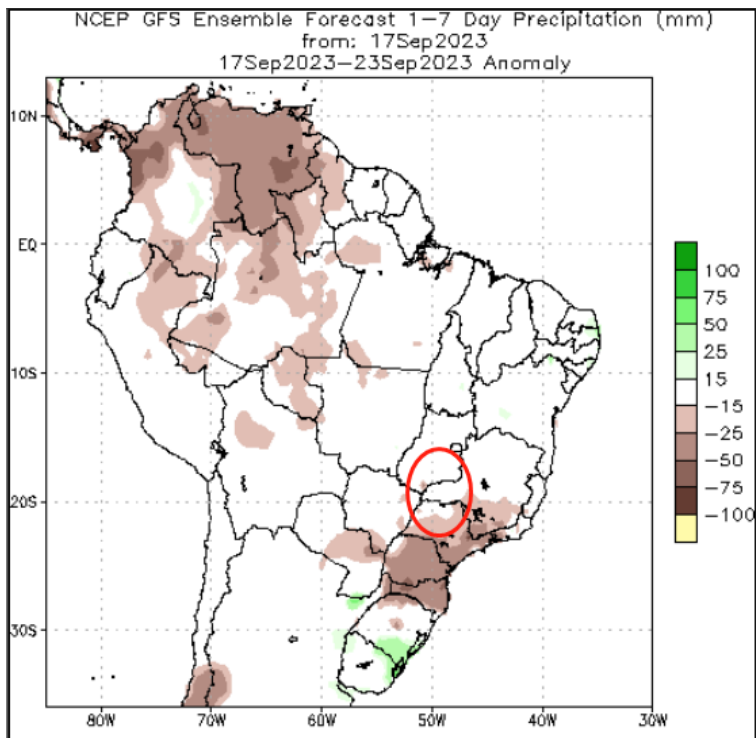 NCEP GFS Ensemble Forecast 1-7 Day Precipitation (mm)
from: 17Sep2023
17Sep2023-23Sep2023 Anomaly
10N
EQ
10S
20S
30S
80W 70W 60W 50W 40W 30W
100
75
50
25
15
-15
-25
-50
-75
-100